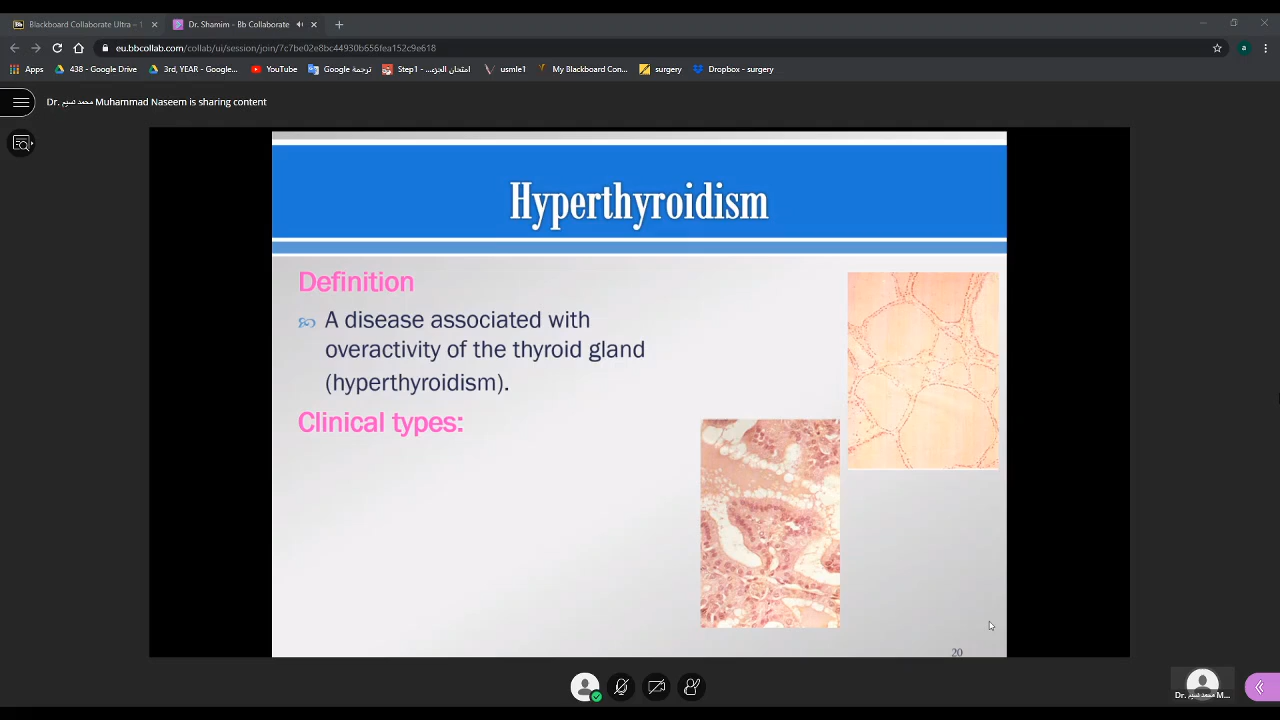 Blackboard Collaborate Ultra – 1
Dr. Shamim - Bb Collaborate
eu.bbcollab.com/collab/ui/session/join/7c7be02e8bc44930b656fea152c9e618
a
Apps
438 - Google Drive
3rd, YEAR - Google...
YouTube
ترجمة Google
Step1 - ...امتحان الجزء
usmle1
My Blackboard Con...
surgery
Dropbox - surgery
Dr. محمد نسيم Muhammad Naseem is sharing content
Hyperthyroidism
Definition
A disease associated with
overactivity of the thyroid gland
(hyperthyroidism).
Clinical types:
20
Dr. محمد نسيم M...